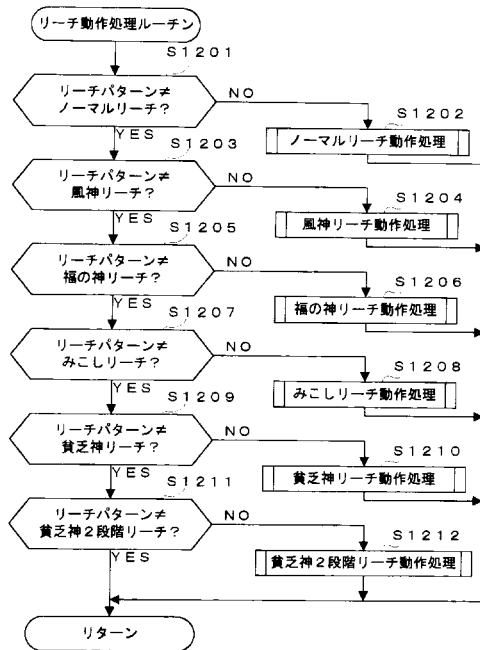 リーチ動作処理ルーチン
S1201
リーチパターン≠
ノーマルリーチ?
NO
YES
S1202
ノーマルリーチ動作処理
S1203
リーチパターン≠
風神リーチ?
NO
YES
S1204
風神リーチ動作処理
S1205
リーチパターン≠
福の神リーチ?
NO
YES
S1206
福の神リーチ動作処理
S1207
リーチパターン≠
みこしリーチ?
NO
YES
S1208
みこしリーチ動作処理
S1209
リーチパターン≠
貧乏神リーチ?
NO
YES
S1210
貧乏神リーチ動作処理
S1211
リーチパターン≠
貧乏神2段階リーチ?
NO
YES
S1212
貧乏神2段階リーチ動作処理
リターン